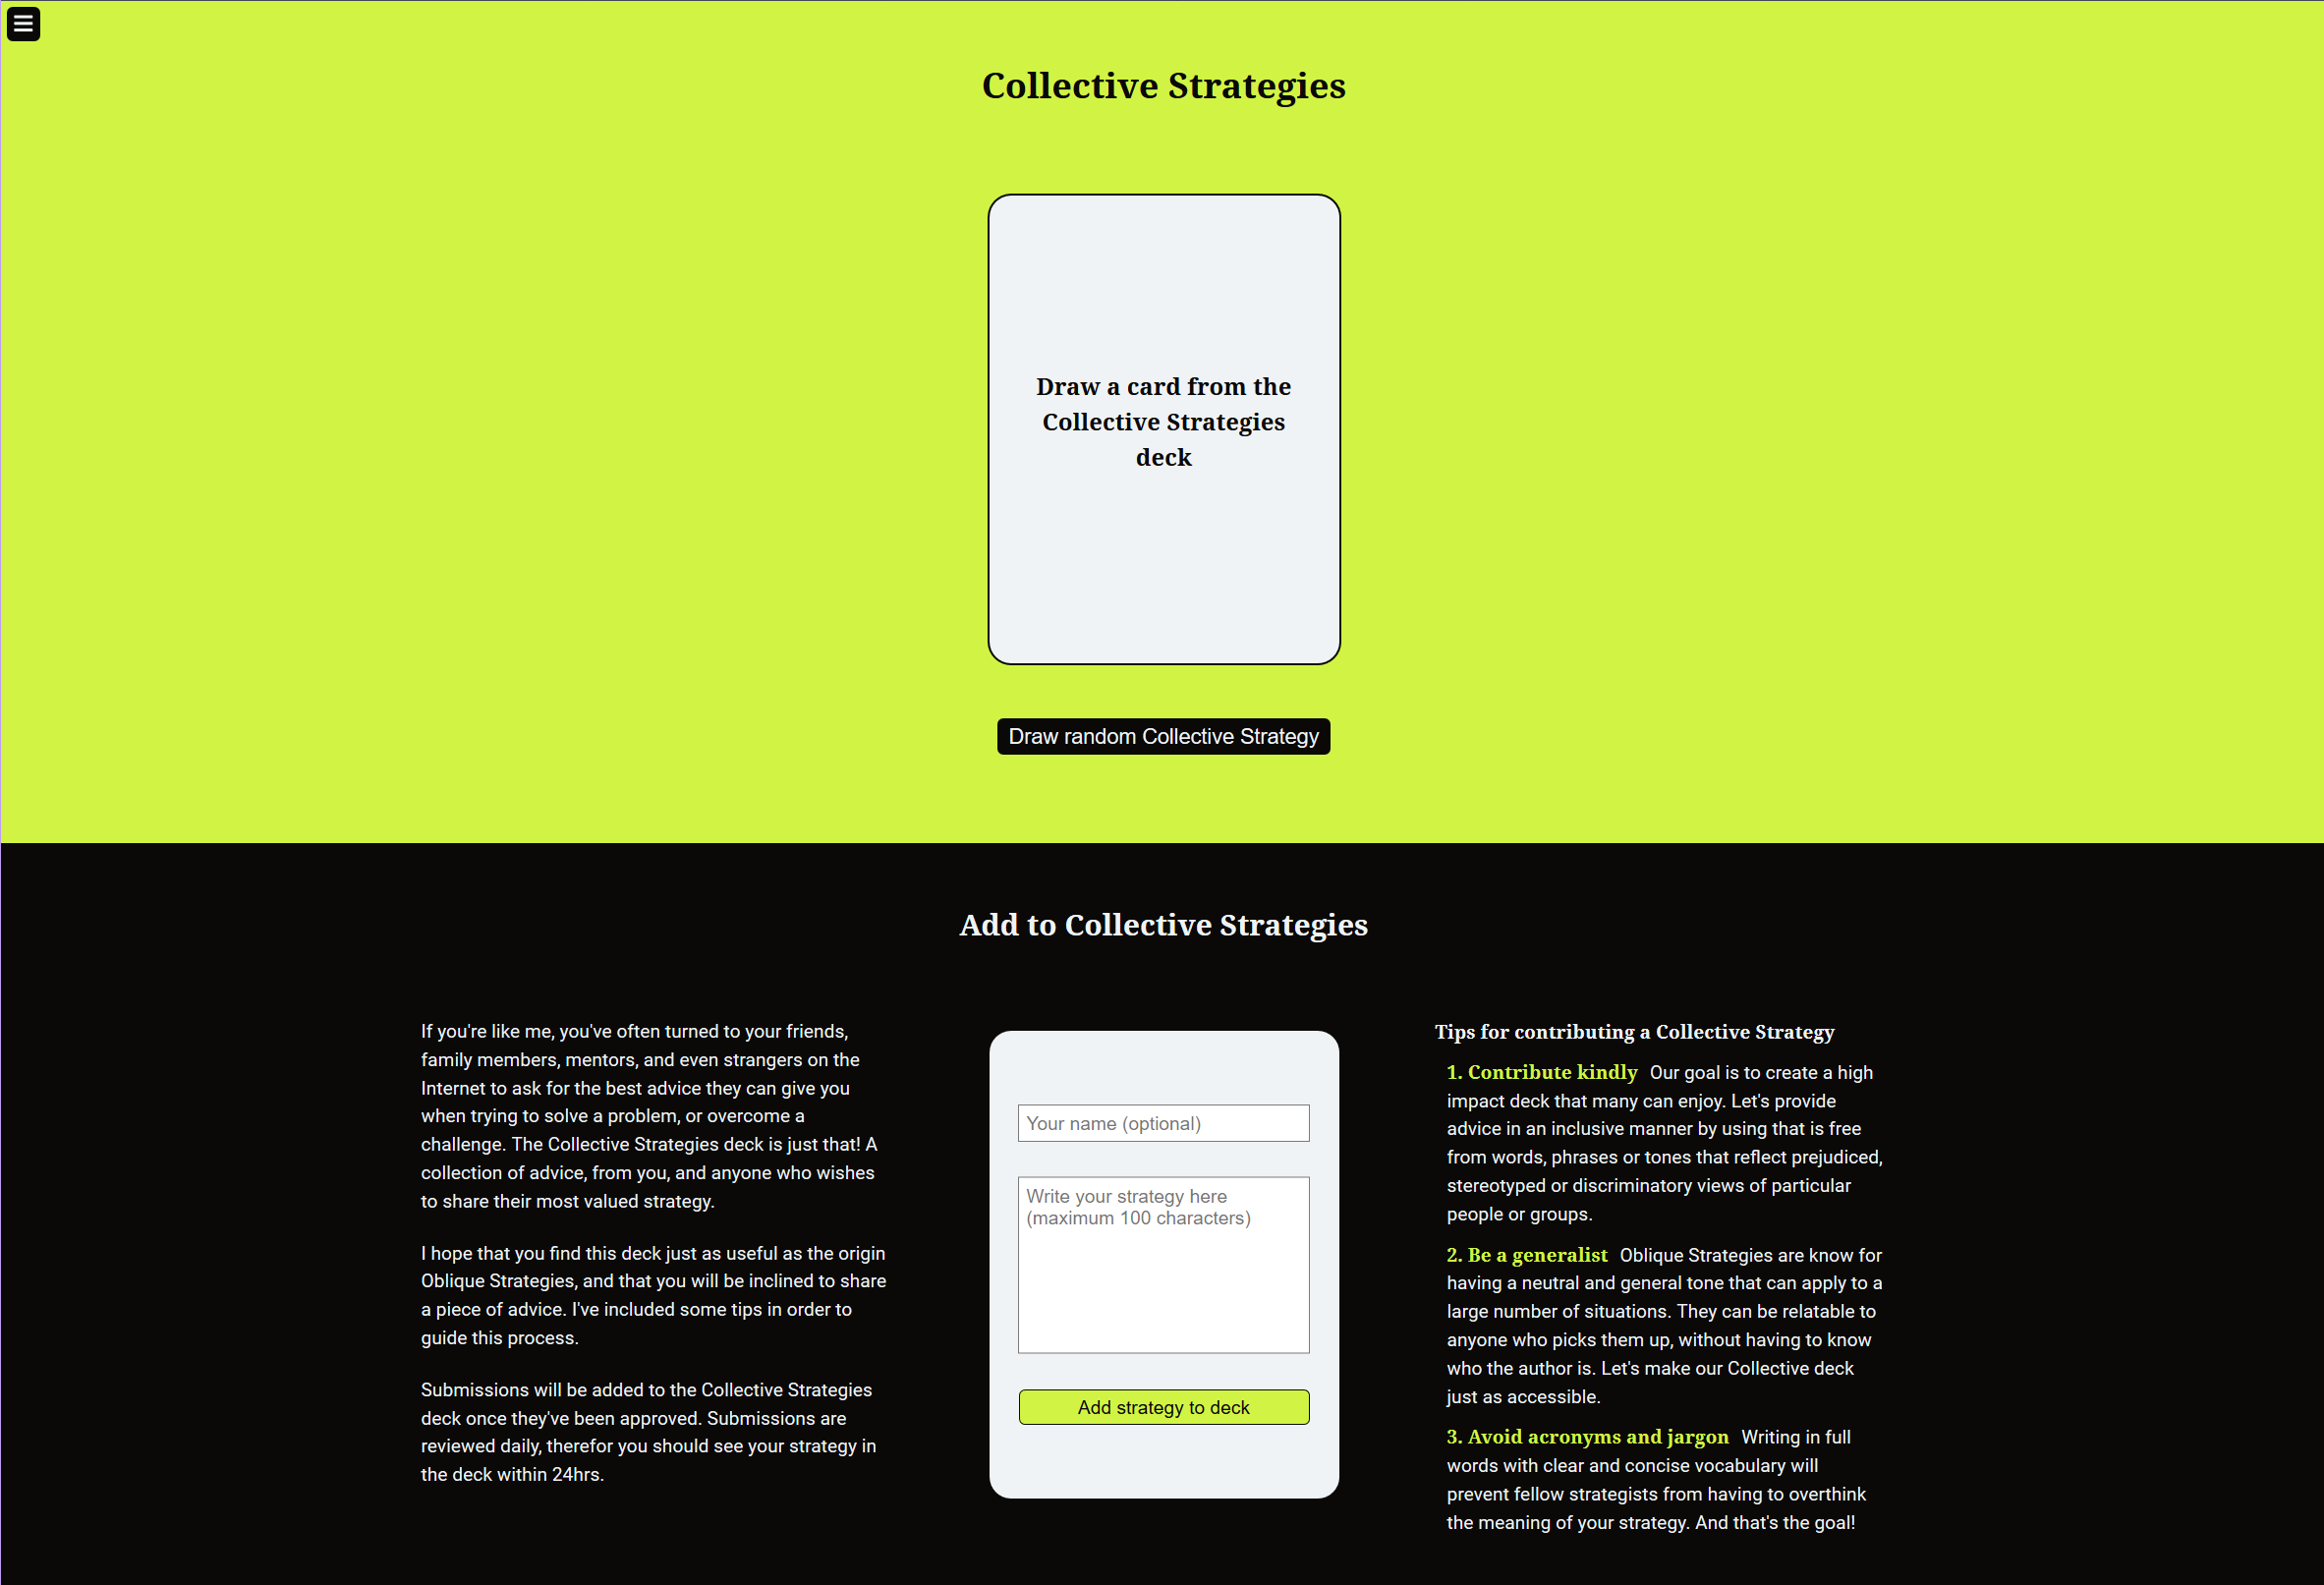 Collective Strategies
Draw a card from the
Collective Strategies
deck
Draw random Collective Strategy
Add to Collective Strategies
If you're like me, you've often turned to your friends,
family members, mentors, and even strangers on the
Internet to ask for the best advice they can give you
when trying to solve a problem, or overcome a
challenge. The Collective Strategies deck is just that! A
collection of advice, from you, and anyone who wishes
to share their most valued strategy.
I hope that you find this deck just as useful as the origin
Oblique Strategies, and that you will be inclined to share
a piece of advice. I've included some tips in order to
guide this process.
Submissions will be added to the Collective Strategies
deck once they've been approved. Submissions are
reviewed daily, therefor you should see your strategy in
the deck within 24hrs.
Your name (optional)
Write your strategy here
(maximum 100 characters)
Add strategy to deck
Tips for contributing a Collective Strategy
1. Contribute kindly Our goal is to create a high
impact deck that many can enjoy. Let's provide
advice in an inclusive manner by using that is free
from words, phrases or tones that reflect prejudiced,
stereotyped or discriminatory views of particular
people or groups.
2. Be a generalist Oblique Strategies are know for
having a neutral and general tone that can apply to a
large number of situations. They can be relatable to
anyone who picks them up, without having to know
who the author is. Let's make our Collective deck
just as accessible.
3. Avoid acronyms and jargon Writing in full
words with clear and concise vocabulary will
prevent fellow strategists from having to overthink
the meaning of your strategy. And that's the goal!